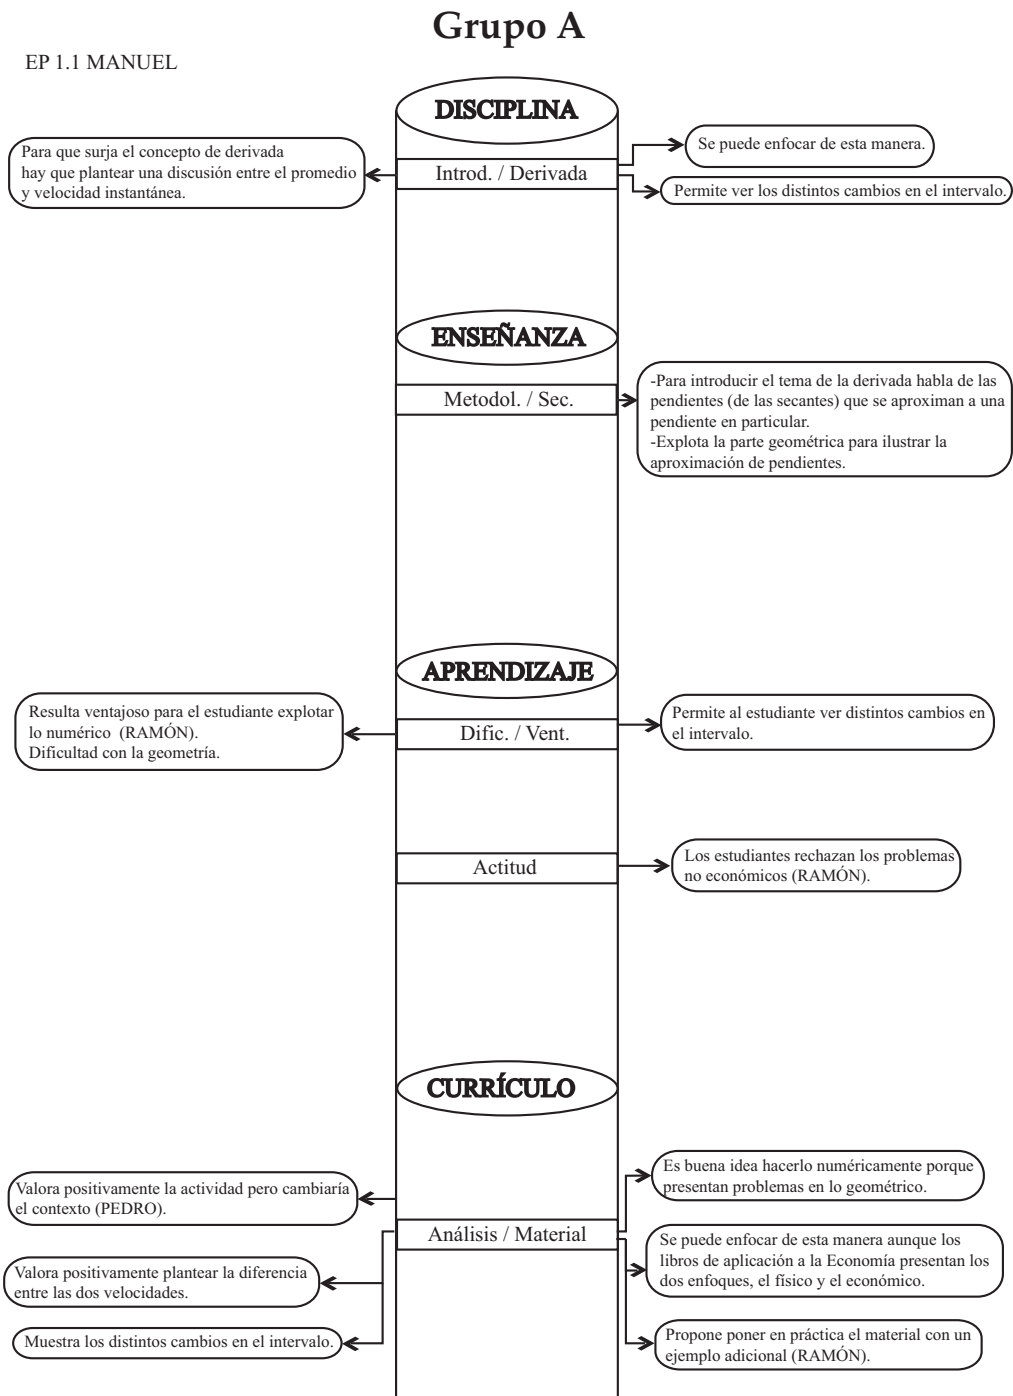 Grupo A
EP 1.1 MANUEL
DISCIPLINA
Para que surja el concepto de derivada
hay que plantear una discusión entre el promedio
y velocidad instantánea.
Introd. / Derivada
Se puede enfocar de esta manera.
Permite ver los distintos cambios en el intervalo.
ENSEÑANZA
Metodol. / Sec.
-Para introducir el tema de la derivada habla de las
pendientes (de las secantes) que se aproximan a una
pendiente en particular.
-Explota la parte geométrica para ilustrar la
aproximación de pendientes.
APRENDIZAJE
Resulta ventajoso para el estudiante explotar
lo numérico (RAMÓN).
Dificultad con la geometría.
Dific. / Vent.
Permite al estudiante ver distintos cambios en
el intervalo.
Actitud
Los estudiantes rechazan los problemas
no económicos (RAMÓN).
CURRÍCULO
Valora positivamente la actividad pero cambiaría
el contexto (PEDRO).
Valora positivamente plantear la diferencia
entre las dos velocidades.
Muestra los distintos cambios en el intervalo.
Análisis / Material
Es buena idea hacerlo numéricamente porque
presentan problemas en lo geométrico.
Se puede enfocar de esta manera aunque los
libros de aplicación a la Economía presentan los
dos enfoques, el físico y el económico.
Propone poner en práctica el material con un
ejemplo adicional (RAMÓN).